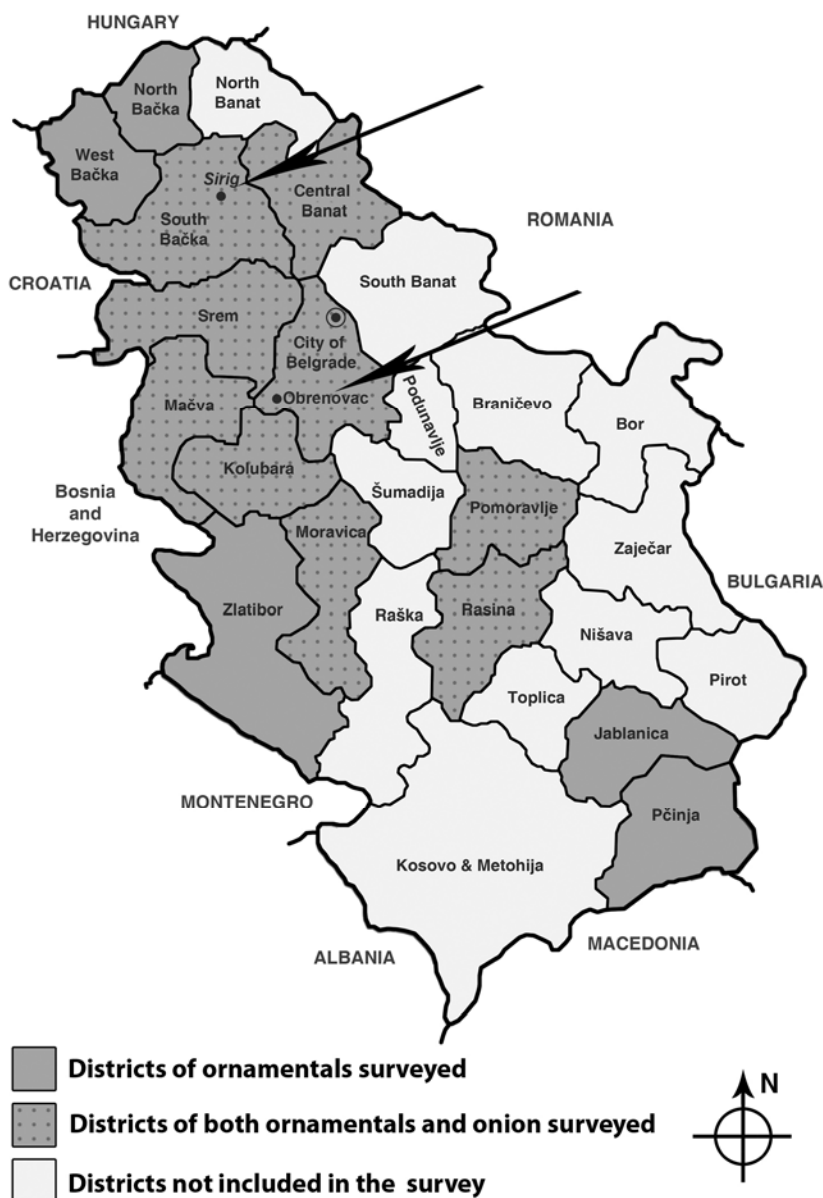 HUNGARY
North
Bačka
North
Banat
West
Bačka
Sirig
Central
Banat
South
Bačka
ROMANIA
CROATIA
South Banat
Srem
City of
Belgrade
Obrenovac
Podunavlje
Braničevo
Bor
Mačva
Kolubara
Šumadija
Pomoravlje
Bosnia
and
Herzegovina
Moravica
Zaječar
BULGARIA
Zlatibor
Raška
Rasina
Nišava
Pirot
Toplica
Jablanica
MONTENEGRO
Pčinja
Kosovo & Metohija
ALBANIA
MACEDONIA
Districts of ornamentals surveyed
Districts of both ornamentals and onion surveyed
Districts not included in the survey
N